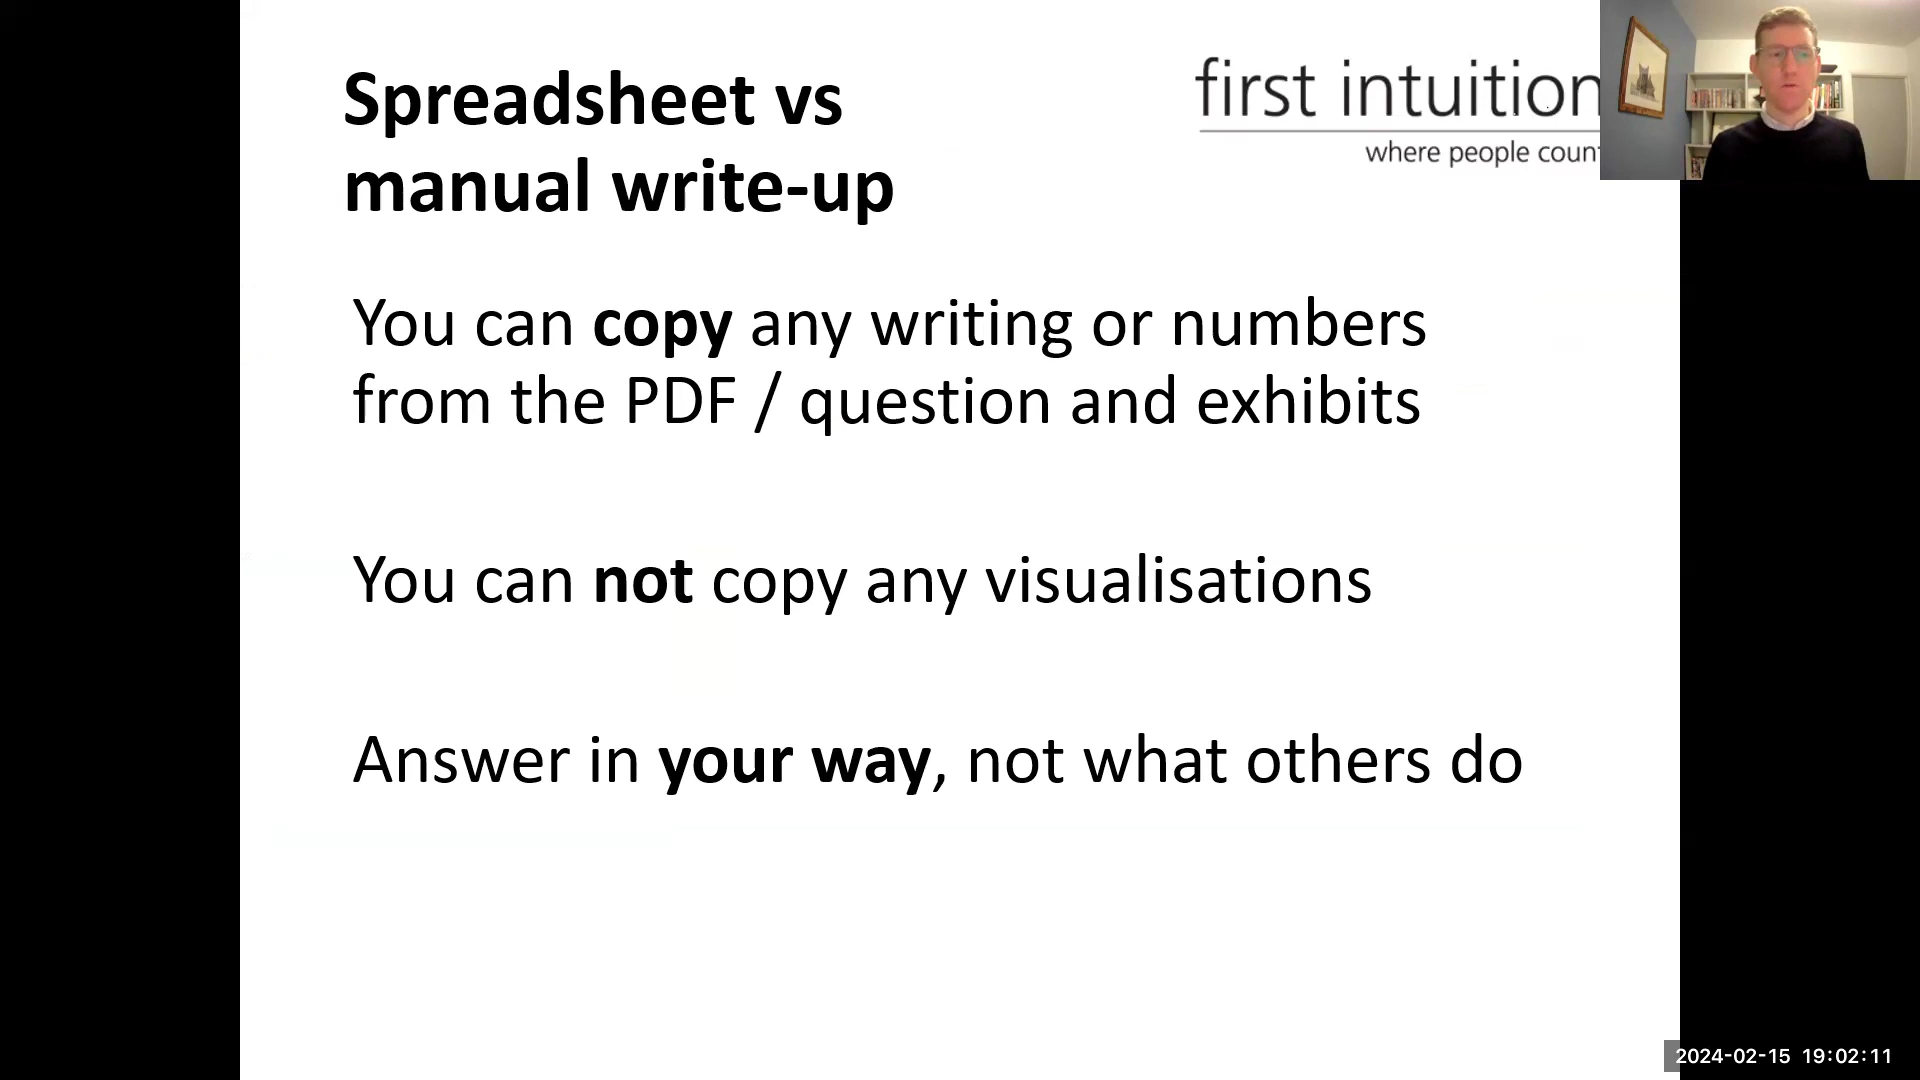 Spreadsheet vs
manual write-up
first intuition
where people count
You can copy any writing or numbers
from the PDF / question and exhibits
You can not copy any visualisations
Answer in your way, not what others do
2024-02-15 19:02:11